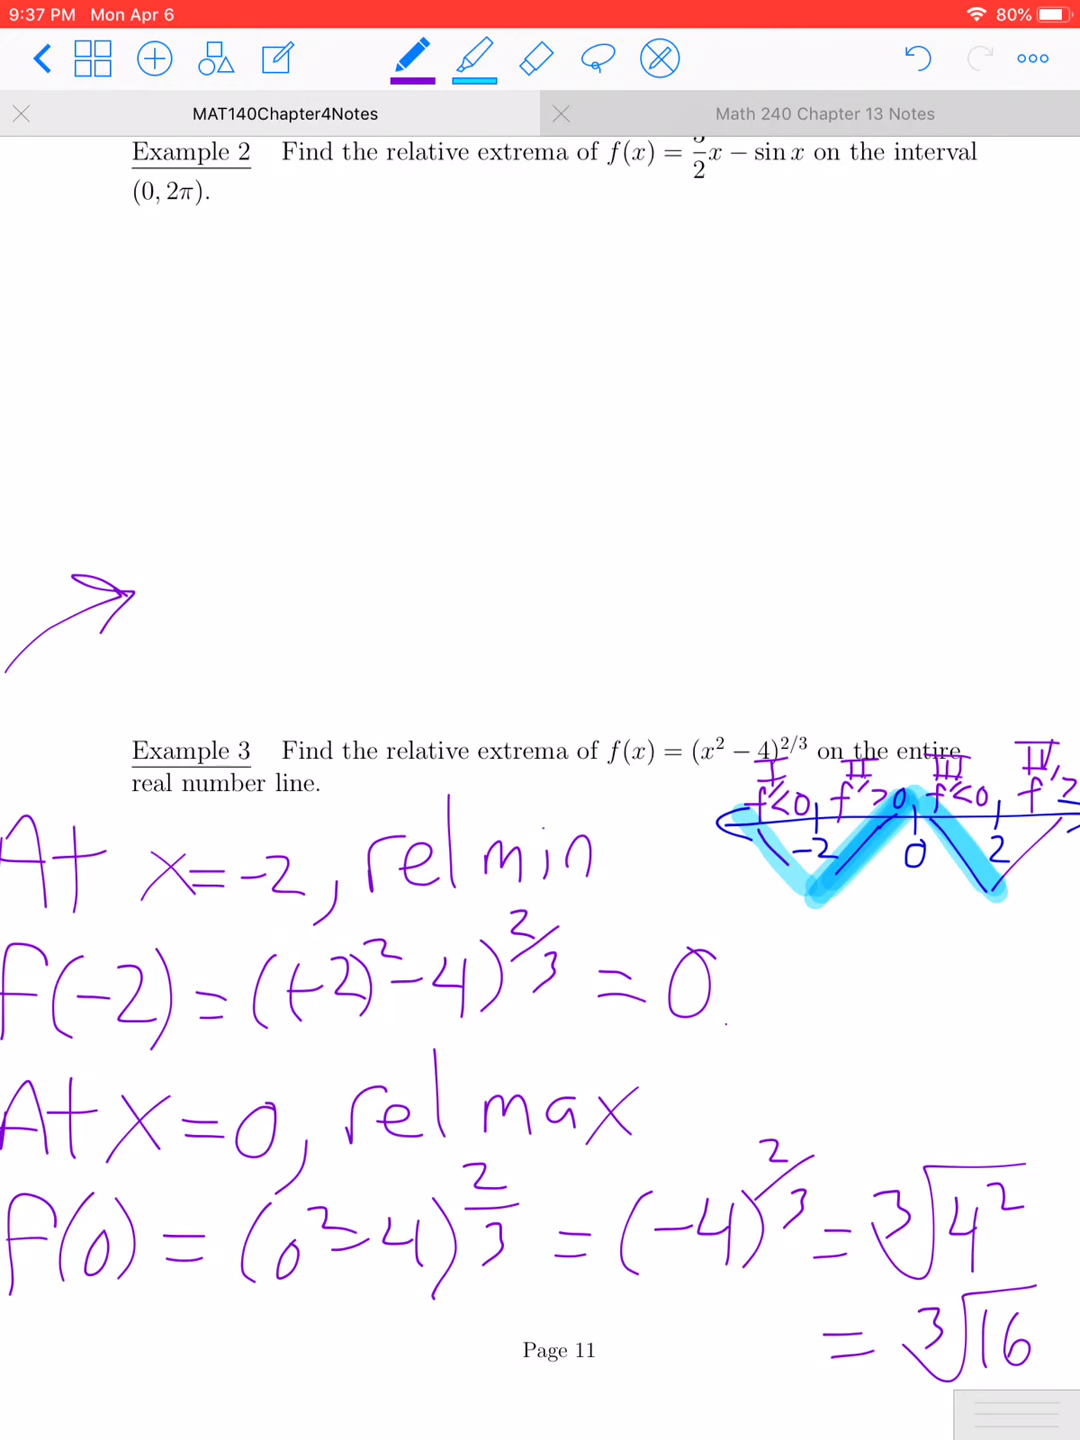 9:37 PM Mon Apr 6 80%
MAT140Chapter4Notes Math 240 Chapter 13 Notes
Example 2 Find the relative extrema of f(x) = 3/2 x − sin x on the interval
(0, 2π).
Example 3 Find the relative extrema of f(x) = (x² − 4)^{2/3} on the entire
real number line.
I II III IV
f'<0 f'>0 f'<0 f'>
-2 0 2
At x=-2, rel min
f(-2) = ((-2)²-4)^{2/3} = 0
At x=0, rel max
f(0) = (0²-4)^{2/3} = (-4)^{2/3} = ∛4²
= ∛16
Page 11